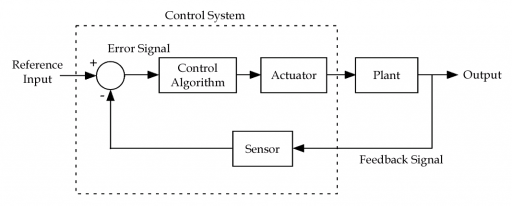 Control System
Error Signal
Reference
Input
+
-
Control
Algorithm
Actuator
Plant
Output
Sensor
Feedback Signal